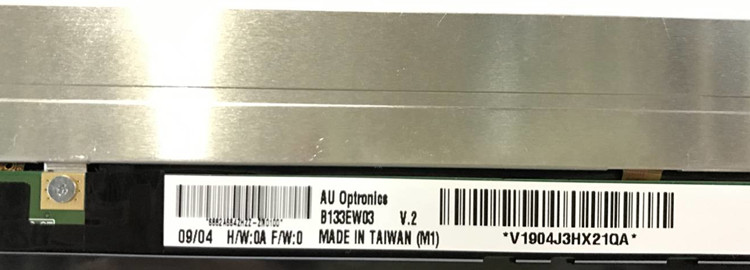 AU Optronics
B133EW03 V.2
09/04 H/W:0A F/W:0 MADE IN TAIWAN (M1)
*V1904J3HX21QA*